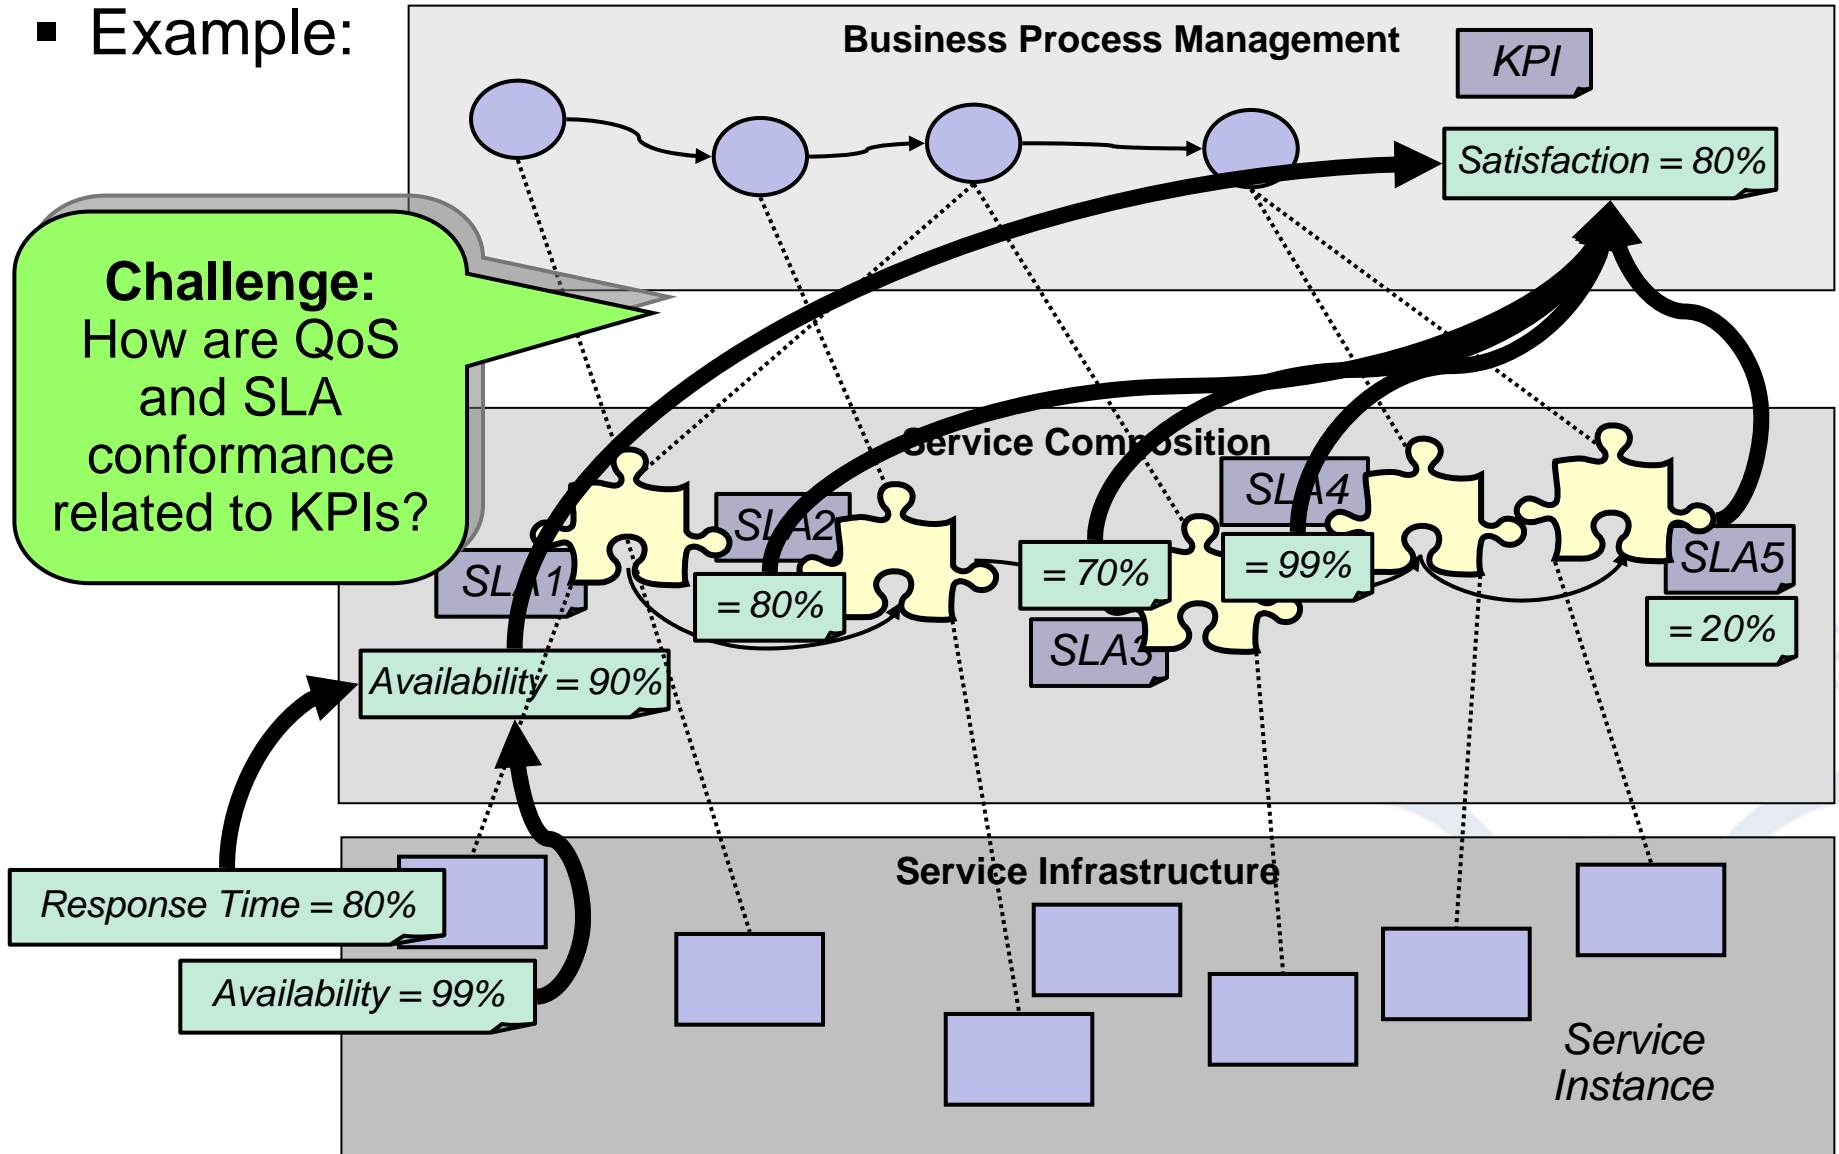 ▪ Example:
Business Process Management
KPI
Satisfaction = 80%
Challenge:
How are QoS
and SLA
conformance
related to KPIs?
Service Composition
SLA1
SLA2
SLA4
SLA5
= 80%
= 70%
= 99%
= 20%
SLA3
Availability = 90%
Service Infrastructure
Response Time = 80%
Availability = 99%
Service
Instance